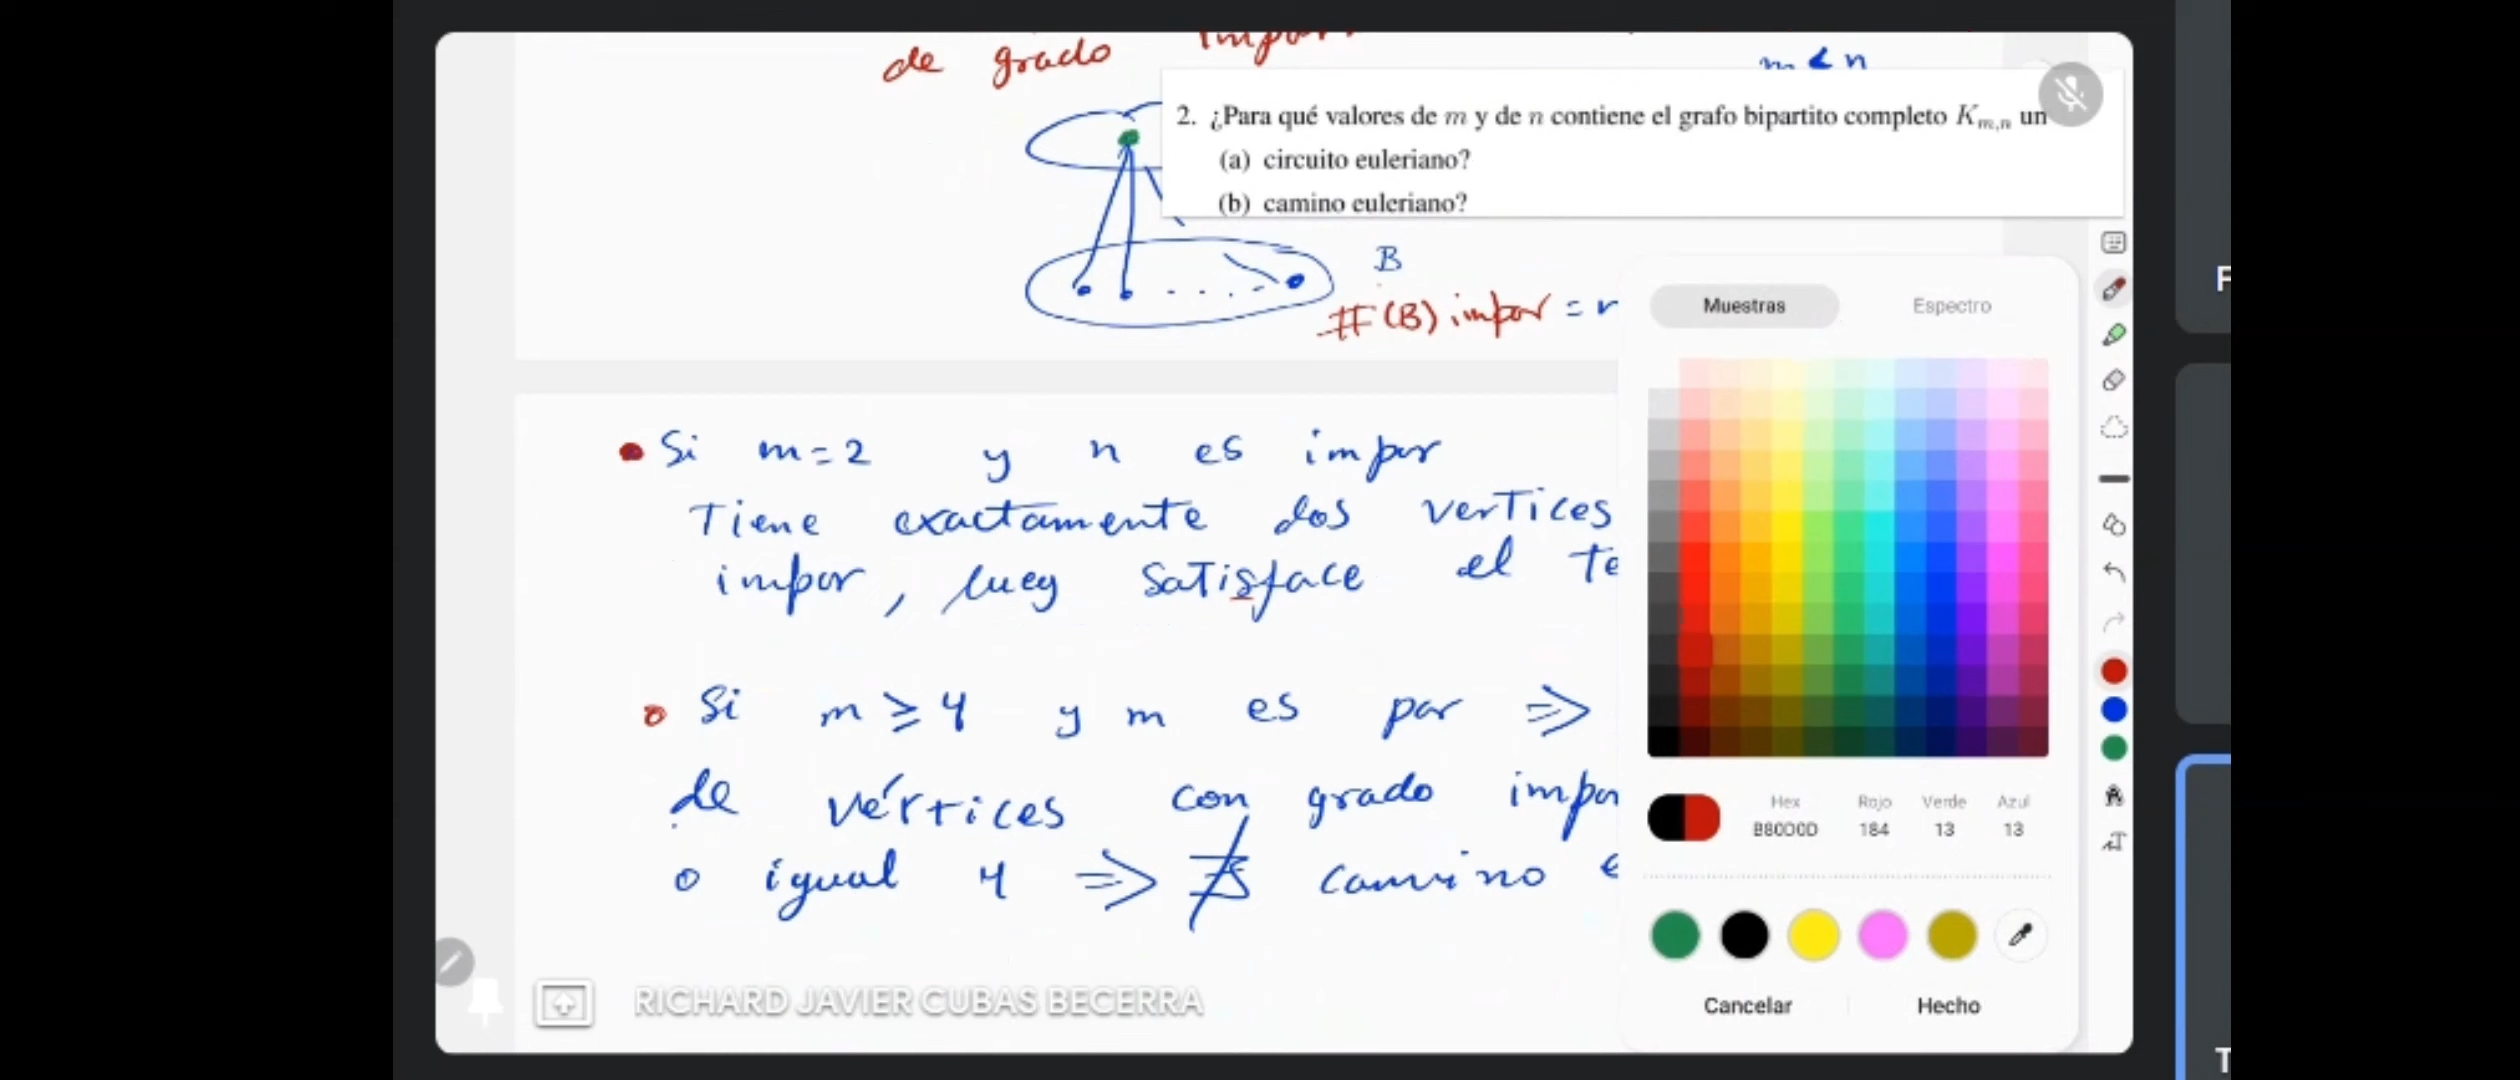 de grado impar
m < n
2. ¿Para qué valores de m y de n contiene el grafo bipartito completo K_{m,n} un
(a) circuito euleriano?
(b) camino euleriano?
B
#(B) impar =
• Si m = 2 y n es impar
Tiene exactamente dos vertices
impar, lueg satisface el te
• Si m ≥ 4 y m es par ⇒
de vértices con grado impa
o igual 4 ⇒ ∄ camino e
Muestras Espectro
Hex Rojo Verde Azul
B80D0D 184 13 13
Cancelar Hecho
RICHARD JAVIER CUBAS BECERRA
F
T